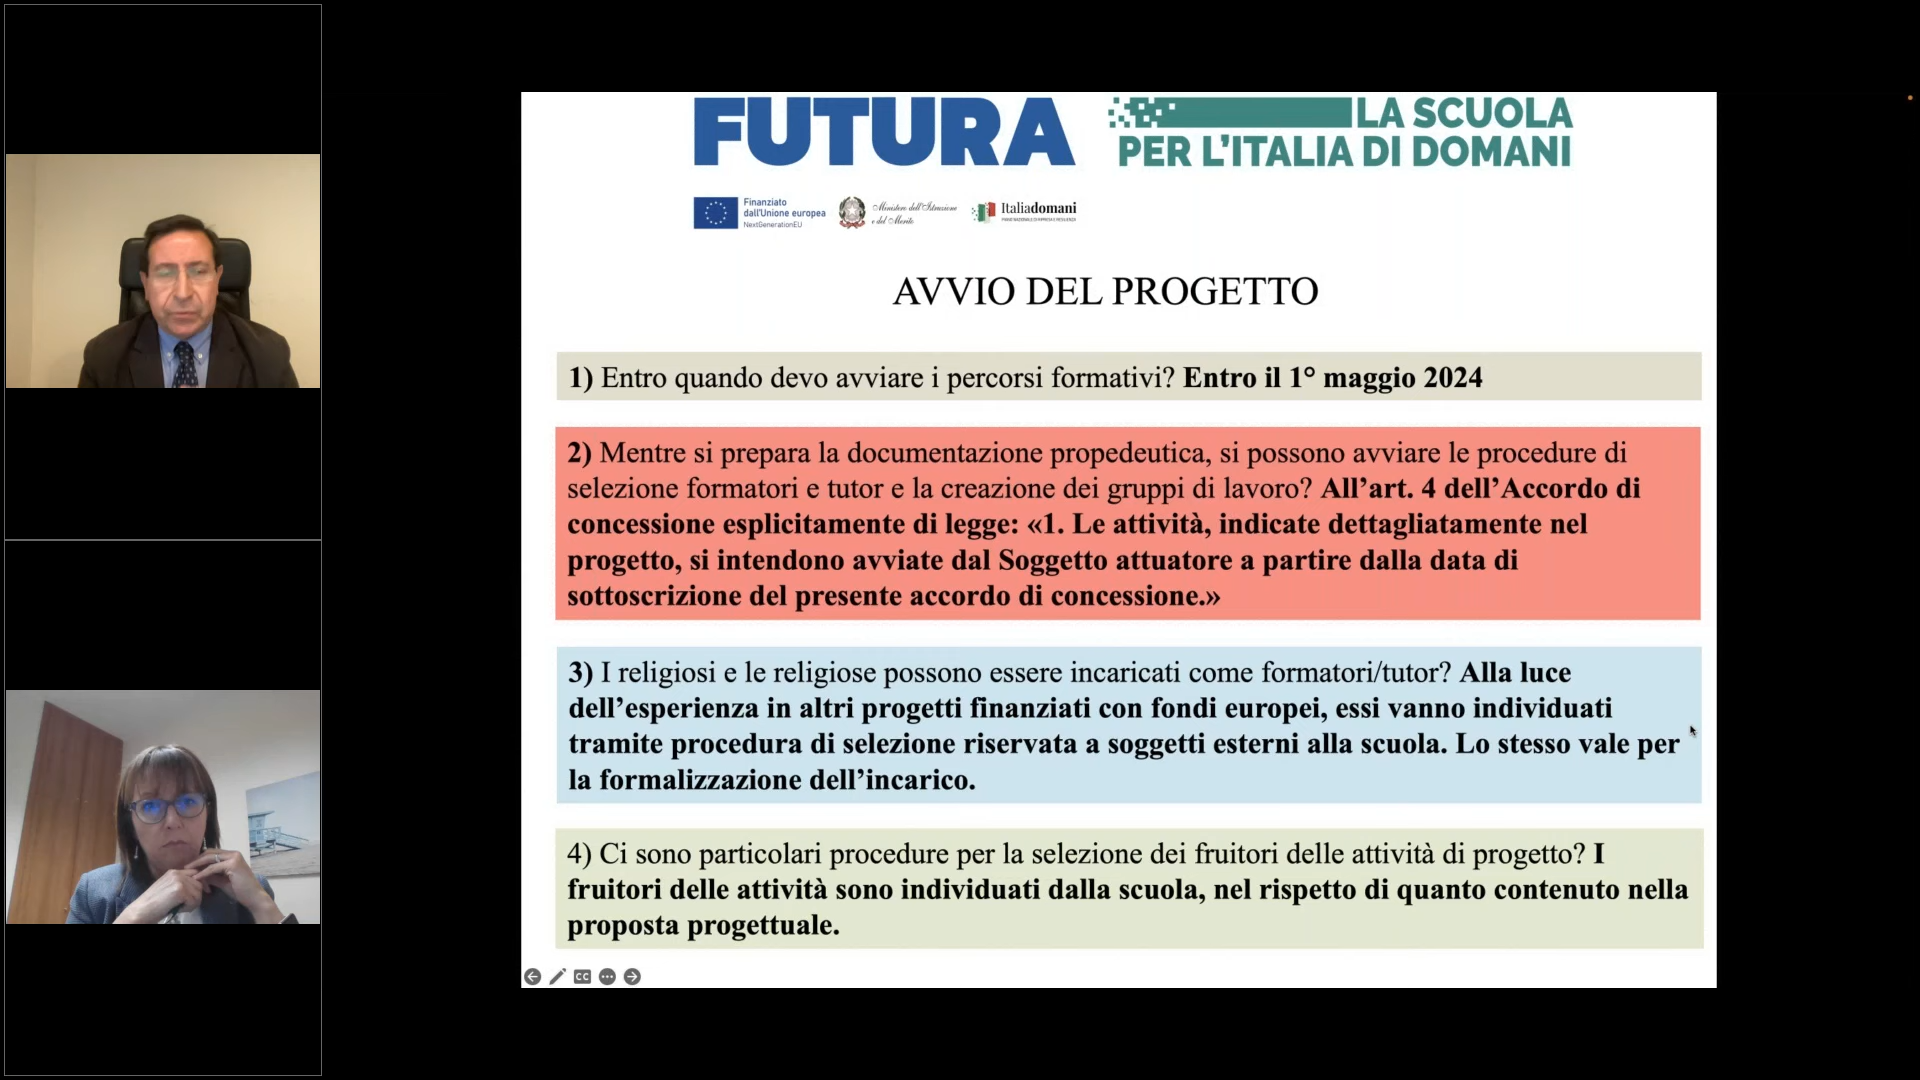 FUTURA
LA SCUOLA
PER L’ITALIA DI DOMANI
Finanziato
dall'Unione europea
NextGenerationEU
Ministero dell'Istruzione
e del Merito
Italiadomani
AVVIO DEL PROGETTO
1) Entro quando devo avviare i percorsi formativi? Entro il 1° maggio 2024
2) Mentre si prepara la documentazione propedeutica, si possono avviare le procedure di
selezione formatori e tutor e la creazione dei gruppi di lavoro? All’art. 4 dell’Accordo di
concessione esplicitamente di legge: «1. Le attività, indicate dettagliatamente nel
progetto, si intendono avviate dal Soggetto attuatore a partire dalla data di
sottoscrizione del presente accordo di concessione.»
3) I religiosi e le religiose possono essere incaricati come formatori/tutor? Alla luce
dell’esperienza in altri progetti finanziati con fondi europei, essi vanno individuati
tramite procedura di selezione riservata a soggetti esterni alla scuola. Lo stesso vale per
la formalizzazione dell’incarico.
4) Ci sono particolari procedure per la selezione dei fruitori delle attività di progetto? I
fruitori delle attività sono individuati dalla scuola, nel rispetto di quanto contenuto nella
proposta progettuale.
CC